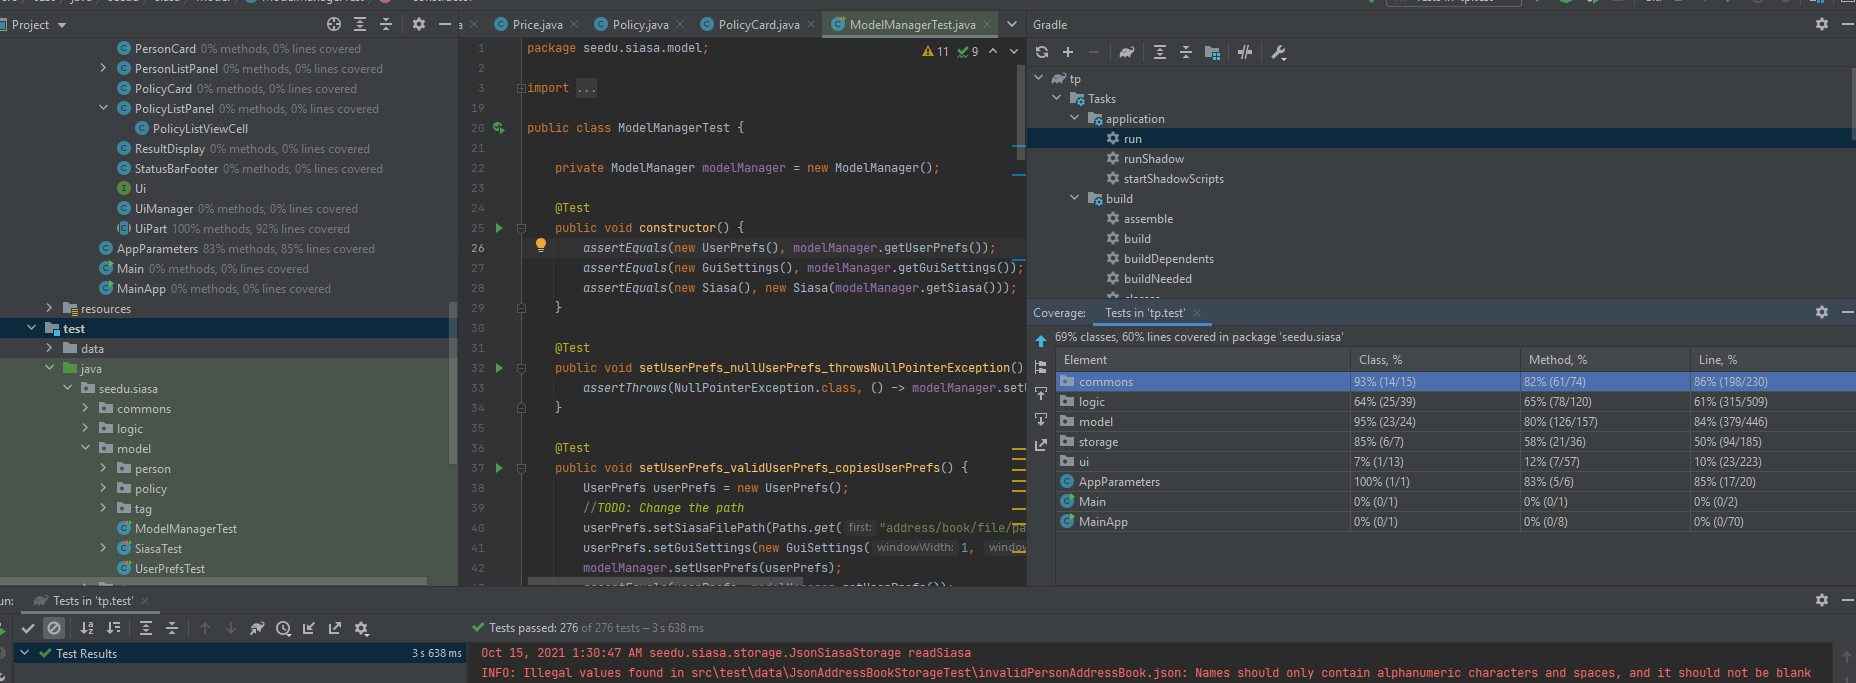 Project
PersonCard 0% methods, 0% lines covered
PersonListPanel 0% methods, 0% lines covered
PolicyCard 0% methods, 0% lines covered
PolicyListPanel 0% methods, 0% lines covered
PolicyListViewCell
ResultDisplay 0% methods, 0% lines covered
StatusBarFooter 0% methods, 0% lines covered
Ui
UiManager 0% methods, 0% lines covered
UiPart 100% methods, 92% lines covered
AppParameters 83% methods, 85% lines covered
Main 0% methods, 0% lines covered
MainApp 0% methods, 0% lines covered
resources
test
data
java
seedu.siasa
commons
logic
model
person
policy
tag
ModelManagerTest
SiasaTest
UserPrefsTest
Price.java
Policy.java
PolicyCard.java
ModelManagerTest.java
11 9
1 package seedu.siasa.model;
2
3 import ...
19
20 public class ModelManagerTest {
21
22 private ModelManager modelManager = new ModelManager();
23
24 @Test
25 public void constructor() {
26 assertEquals(new UserPrefs(), modelManager.getUserPrefs());
27 assertEquals(new GuiSettings(), modelManager.getGuiSettings());
28 assertEquals(new Siasa(), new Siasa(modelManager.getSiasa()));
29 }
30
31 @Test
32 public void setUserPrefs_nullUserPrefs_throwsNullPointerException()
33 assertThrows(NullPointerException.class, () -> modelManager.setU
34 }
35
36 @Test
37 public void setUserPrefs_validUserPrefs_copiesUserPrefs() {
38 UserPrefs userPrefs = new UserPrefs();
39 //TODO: Change the path
40 userPrefs.setSiasaFilePath(Paths.get( first: "address/book/file/pa
41 userPrefs.setGuiSettings(new GuiSettings( windowWidth: 1, window
42 modelManager.setUserPrefs(userPrefs);
Gradle
tp
Tasks
application
run
runShadow
startShadowScripts
build
assemble
build
buildDependents
buildNeeded
Coverage: Tests in 'tp.test'
69% classes, 60% lines covered in package 'seedu.siasa'
Element Class, % Method, % Line, %
commons 93% (14/15) 82% (61/74) 86% (198/230)
logic 64% (25/39) 65% (78/120) 61% (315/509)
model 95% (23/24) 80% (126/157) 84% (379/446)
storage 85% (6/7) 58% (21/36) 50% (94/185)
ui 7% (1/13) 12% (7/57) 10% (23/223)
AppParameters 100% (1/1) 83% (5/6) 85% (17/20)
Main 0% (0/1) 0% (0/1) 0% (0/2)
MainApp 0% (0/1) 0% (0/8) 0% (0/70)
un: Tests in 'tp.test'
Tests passed: 276 of 276 tests – 3 s 638 ms
Test Results 3 s 638 ms
Oct 15, 2021 1:30:47 AM seedu.siasa.storage.JsonSiasaStorage readSiasa
INFO: Illegal values found in src\test\data\JsonAddressBookStorageTest\invalidPersonAddressBook.json: Names should only contain alphanumeric characters and spaces, and it should not be blank